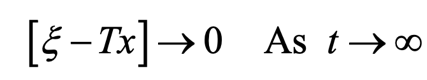 [ξ − Tx] → 0 As t → ∞